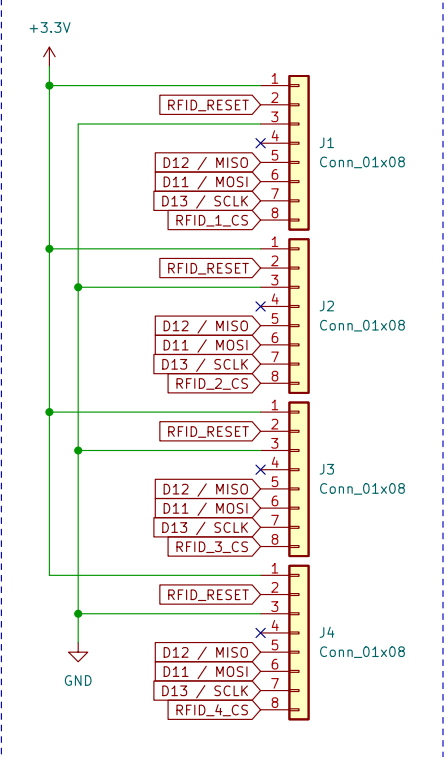 +3.3V
1
RFID_RESET 2
3
4 J1
D12 / MISO 5 Conn_01x08
D11 / MOSI 6
D13 / SCLK 7
RFID_1_CS 8
1
RFID_RESET 2
3
4 J2
D12 / MISO 5 Conn_01x08
D11 / MOSI 6
D13 / SCLK 7
RFID_2_CS 8
1
RFID_RESET 2
3
4 J3
D12 / MISO 5 Conn_01x08
D11 / MOSI 6
D13 / SCLK 7
RFID_3_CS 8
1
RFID_RESET 2
3
4 J4
D12 / MISO 5 Conn_01x08
D11 / MOSI 6
GND
D13 / SCLK 7
RFID_4_CS 8